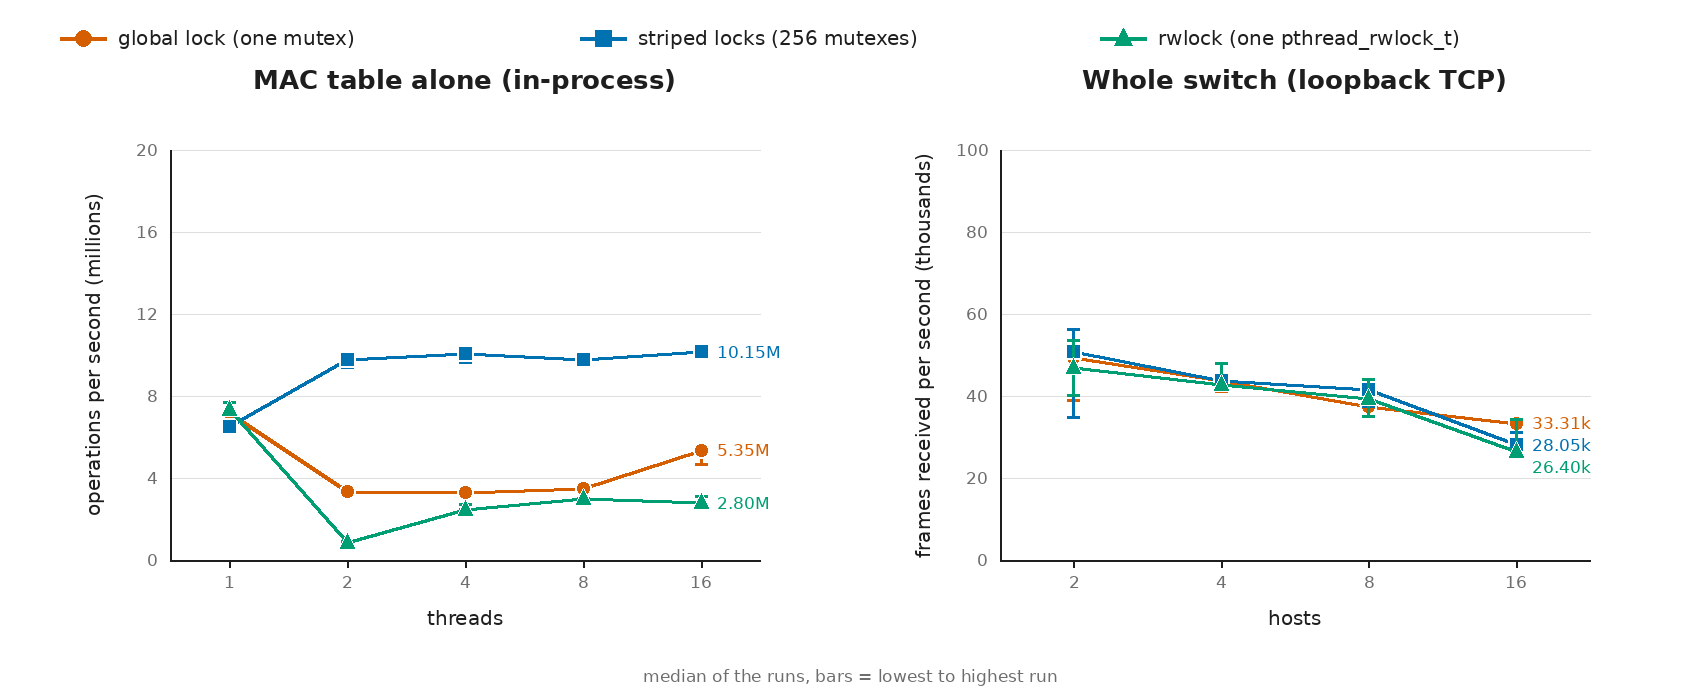 global lock (one mutex)
striped locks (256 mutexes)
rwlock (one pthread_rwlock_t)
MAC table alone (in-process)
operations per second (millions)
20
16
12
8
4
0
10.15M
5.35M
2.80M
1
2
4
8
16
threads
Whole switch (loopback TCP)
frames received per second (thousands)
100
80
60
40
20
0
33.31k
28.05k
26.40k
2
4
8
16
hosts
median of the runs, bars = lowest to highest run